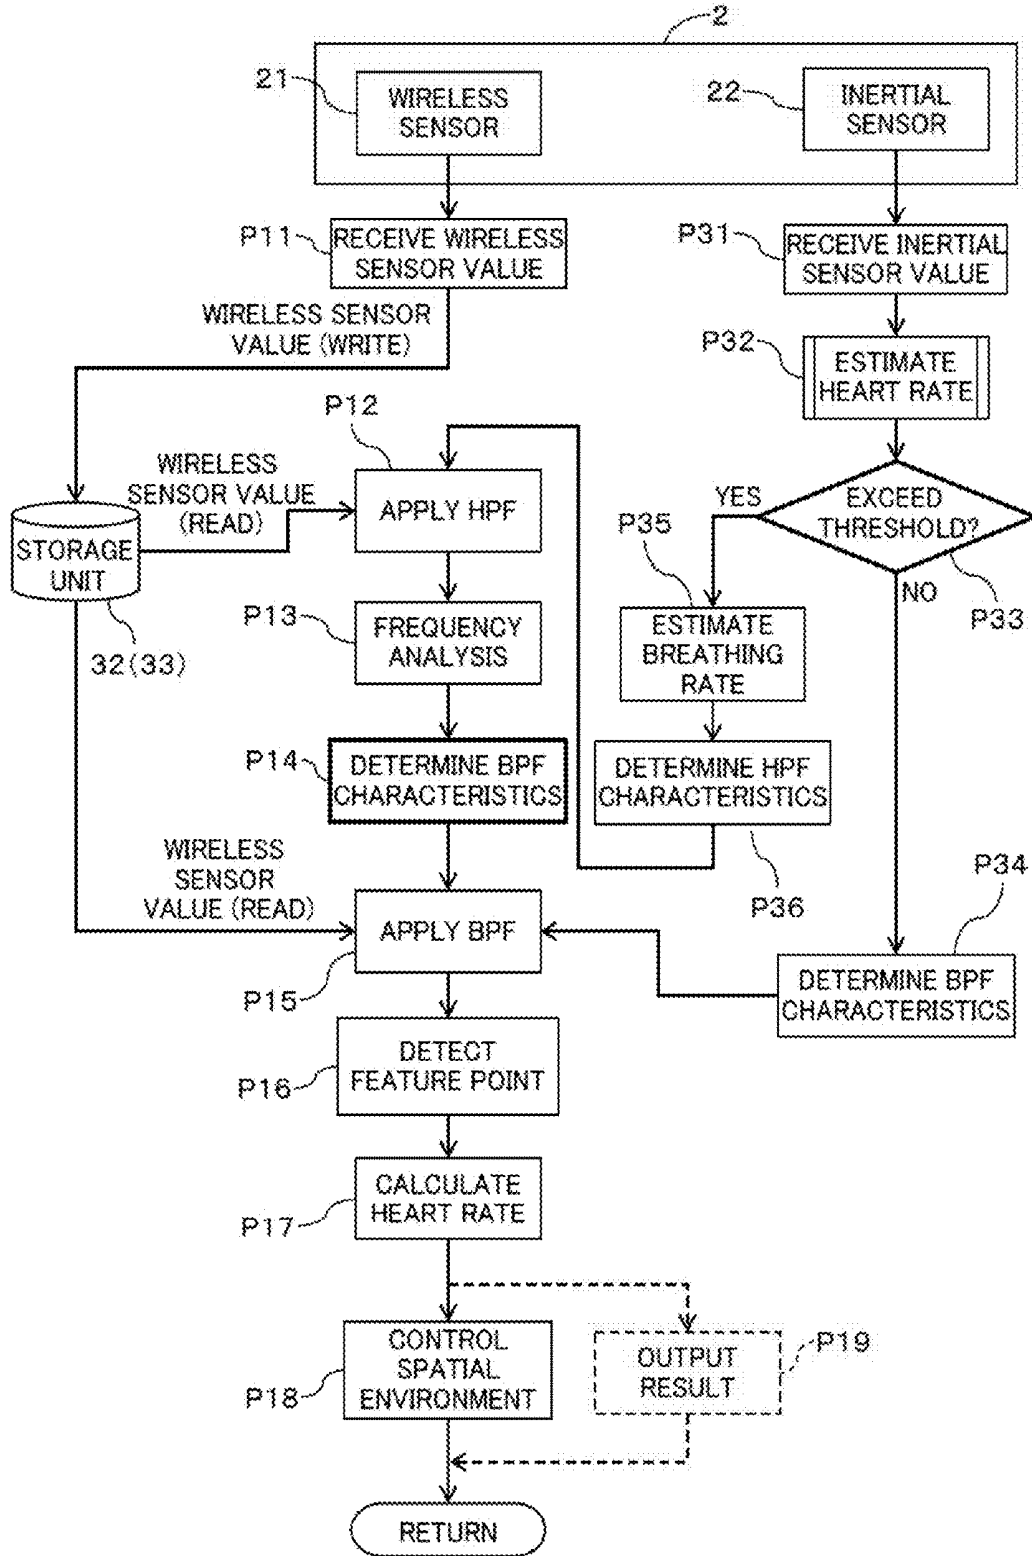 2
21
WIRELESS
SENSOR
22
INERTIAL
SENSOR
P11
RECEIVE WIRELESS
SENSOR VALUE
P31
RECEIVE INERTIAL
SENSOR VALUE
WIRELESS SENSOR
VALUE (WRITE)
P32
ESTIMATE
HEART RATE
P12
WIRELESS
SENSOR VALUE
(READ)
APPLY HPF
YES
EXCEED
THRESHOLD?
P33
NO
STORAGE
UNIT
32(33)
P35
ESTIMATE
BREATHING
RATE
P13
FREQUENCY
ANALYSIS
P14
DETERMINE BPF
CHARACTERISTICS
DETERMINE HPF
CHARACTERISTICS
P36
WIRELESS
SENSOR
VALUE (READ)
P34
APPLY BPF
P15
DETERMINE BPF
CHARACTERISTICS
DETECT
FEATURE POINT
P16
CALCULATE
HEART RATE
P17
CONTROL
SPATIAL
ENVIRONMENT
P18
OUTPUT
RESULT
P19
RETURN